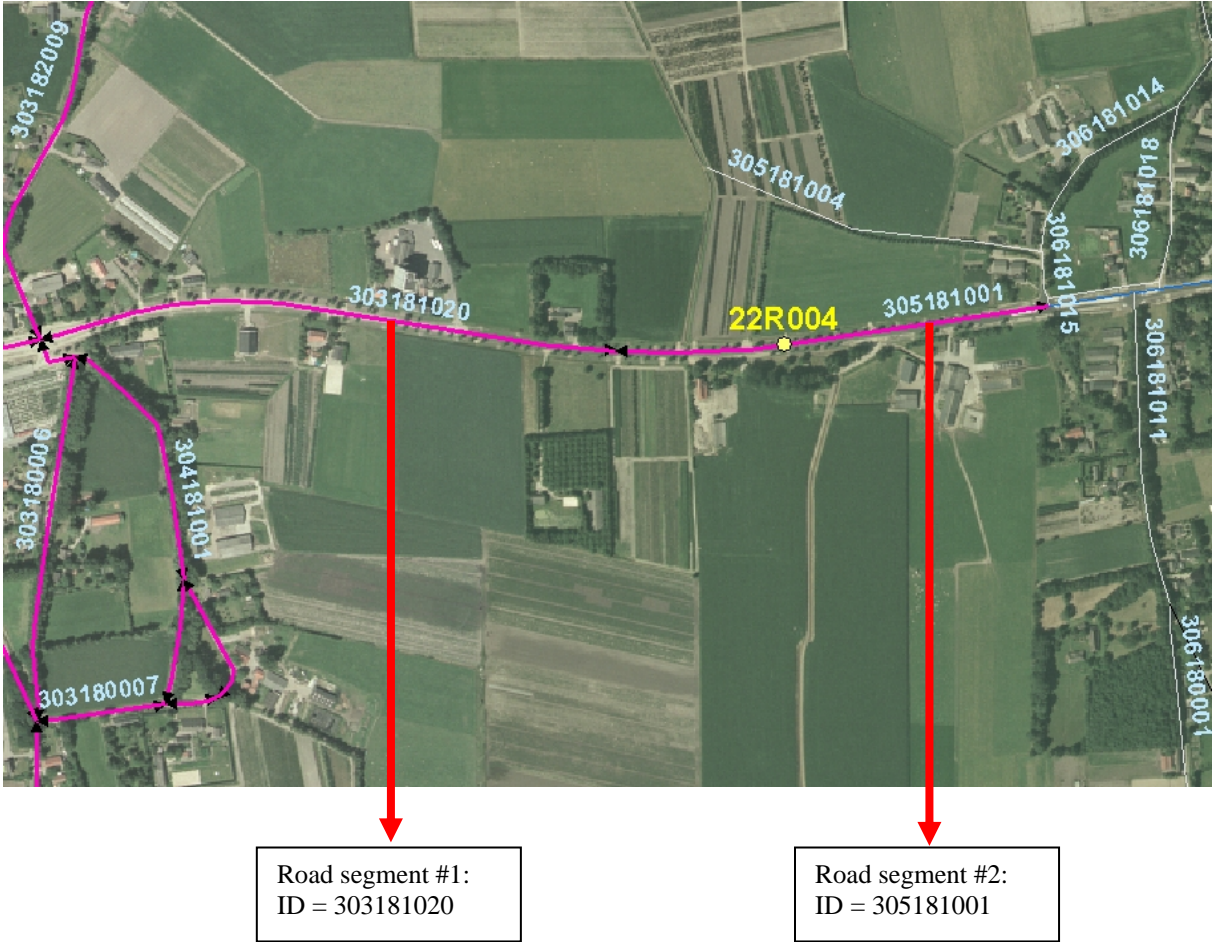 303182009
306181014
305181004
306181018
303181020
305181001
306181015
22R004
306181011
303180006
304181001
303180007
306180001
Road segment #1:
ID = 303181020
Road segment #2:
ID = 305181001